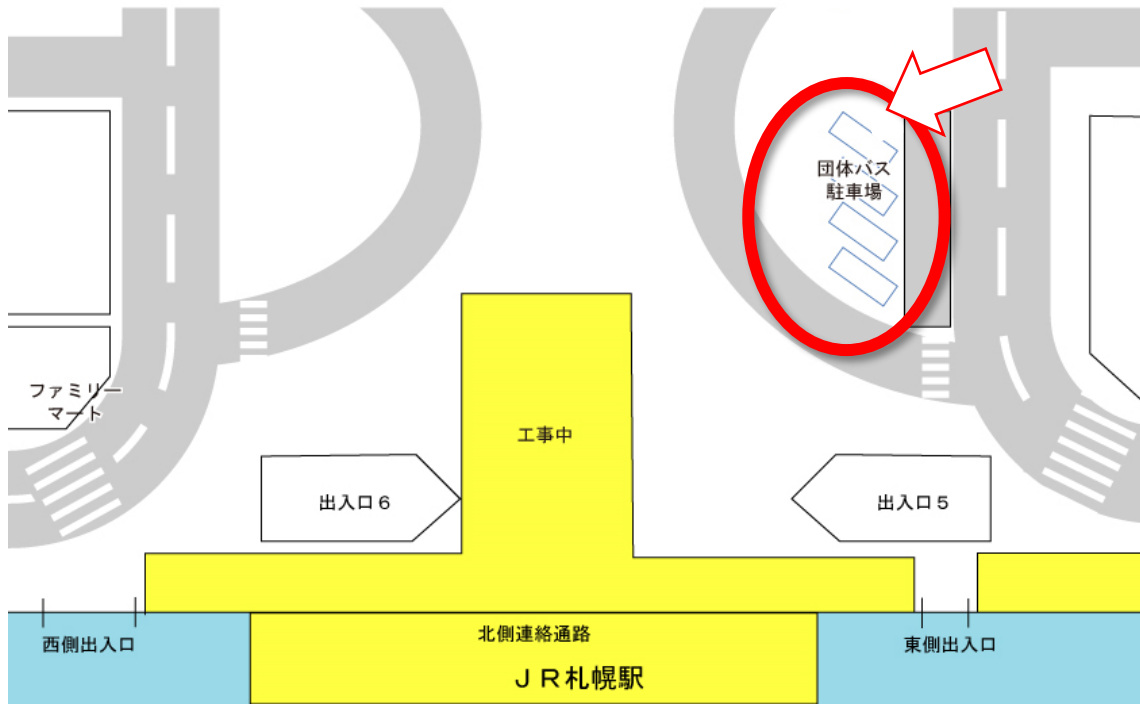 団体バス
駐車場
ファミリー
マート
工事中
出入口６
出入口５
西側出入口
北側連絡通路
東側出入口
ＪＲ札幌駅